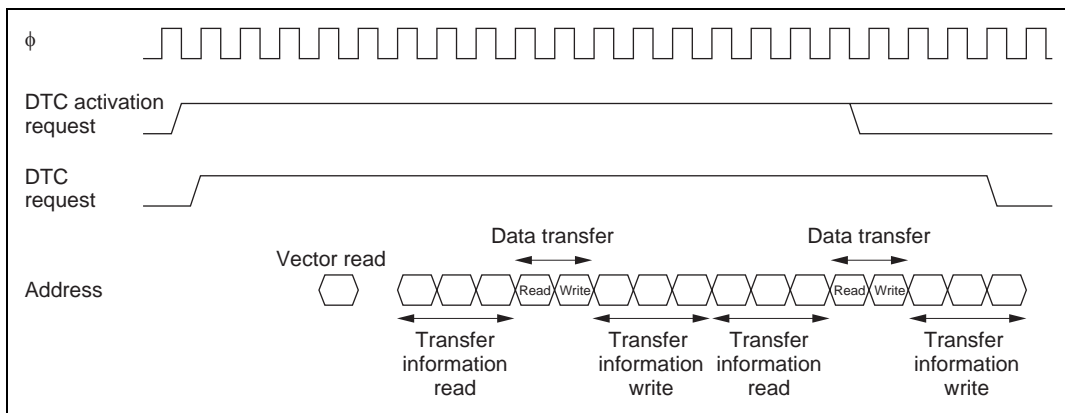 ϕ
DTC activation
request
DTC
request
Data transfer
Data transfer
Vector read
Address
Read Write
Read Write
Transfer
information
read
Transfer
information
write
Transfer
information
read
Transfer
information
write